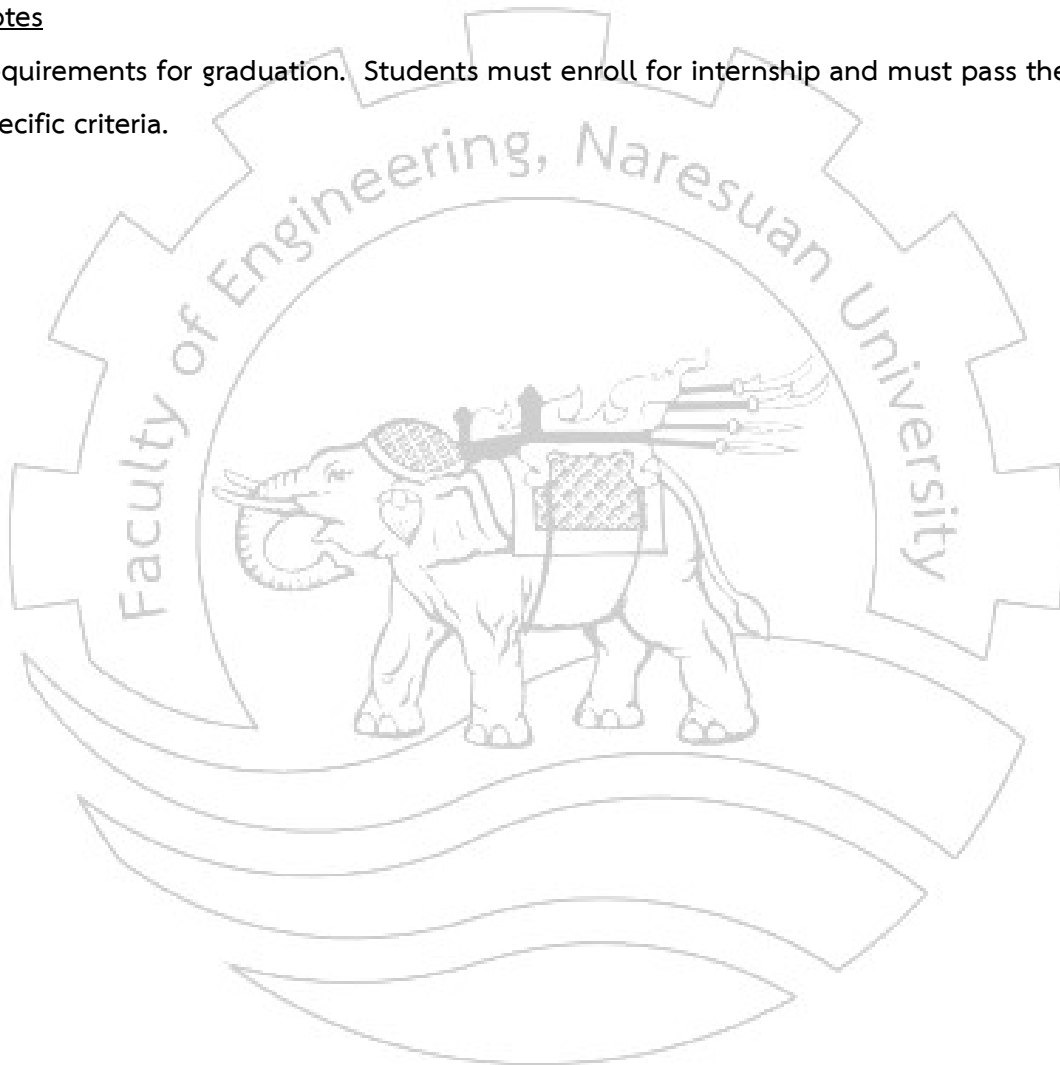 otes
quirements for graduation. Students must enroll for internship and must pass the
ecific criteria.
Faculty of Engineering, Naresuan University